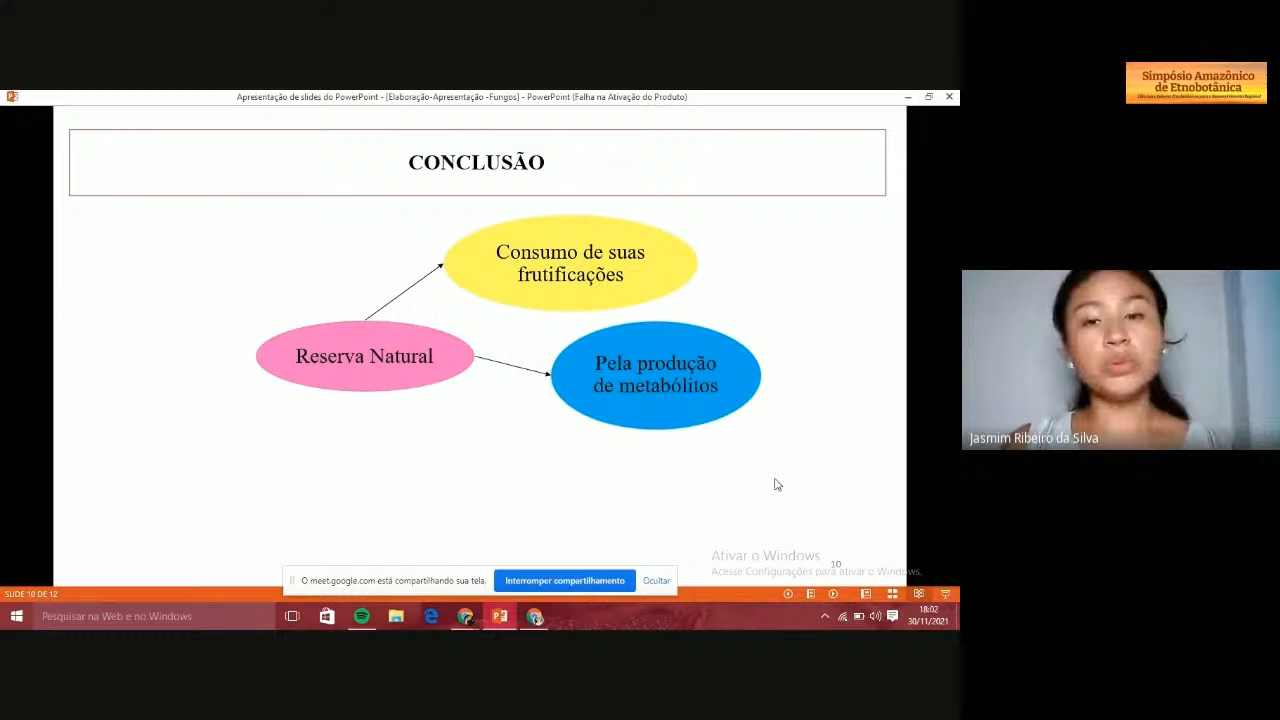 Simpósio Amazônico
de Etnobotânica
Apresentação de slides do PowerPoint - [Elaboração-Apresentação -Fungos] - PowerPoint (Falha na Ativação do Produto)
CONCLUSÃO
Consumo de suas
frutificações
Reserva Natural
Pela produção
de metabólitos
Jasmim Ribeiro da Silva
Ativar o Windows
Acesse Configurações para ativar o Windows.
10
O meet.google.com está compartilhando sua tela.
Interromper compartilhamento
Ocultar
SLIDE 10 DE 12
Pesquisar na Web e no Windows
18:02
30/11/2021